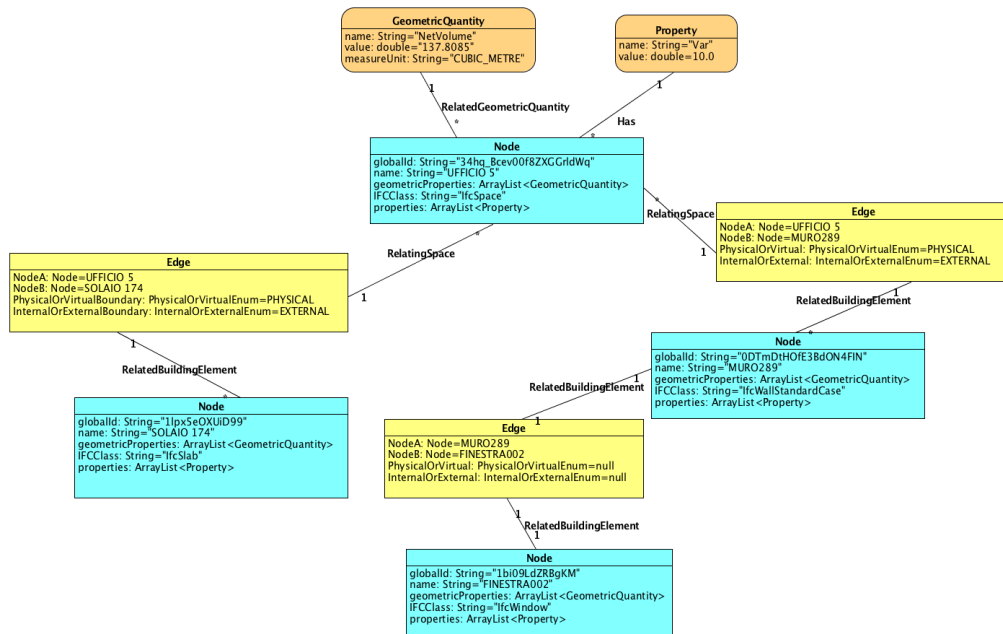 GeometricQuantity
name: String="NetVolume"
value: double="137.8085"
measureUnit: String="CUBIC_METRE"
Property
name: String="Var"
value: double=10.0
1
1
RelatedGeometricQuantity
Has
*
*
Node
globalId: String="34hq_Bcev00f8ZXGGrldWq"
name: String="UFFICIO 5"
geometricProperties: ArrayList<GeometricQuantity>
IFCClass: String="IfcSpace"
properties: ArrayList<Property>
*
RelatingSpace
1
*
RelatingSpace
1
Edge
NodeA: Node=UFFICIO 5
NodeB: Node=MURO289
PhysicalOrVirtual: PhysicalOrVirtualEnum=PHYSICAL
InternalOrExternal: InternalOrExternalEnum=EXTERNAL
Edge
NodeA: Node=UFFICIO 5
NodeB: Node=SOLAIO 174
PhysicalOrVirtualBoundary: PhysicalOrVirtualEnum=PHYSICAL
InternalOrExternalBoundary: InternalOrExternalEnum=EXTERNAL
1
RelatedBuildingElement
*
1
RelatedBuildingElement
*
Node
globalId: String="0DTmDtHOfE3BdON4FIN"
name: String="MURO289"
geometricProperties: ArrayList<GeometricQuantity>
IFCClass: String="IfcWallStandardCase"
properties: ArrayList<Property>
1
RelatedBuildingElement
1
Node
globalId: String="1lpx5eOXUiD99"
name: String="SOLAIO 174"
geometricProperties: ArrayList<GeometricQuantity>
IFCClass: String="IfcSlab"
properties: ArrayList<Property>
Edge
NodeA: Node=MURO289
NodeB: Node=FINESTRA002
PhysicalOrVirtual: PhysicalOrVirtualEnum=null
InternalOrExternal: InternalOrExternalEnum=null
1
RelatedBuildingElement
1
Node
globalId: String="1bi09LdZRBgKM"
name: String="FINESTRA002"
geometricProperties: ArrayList<GeometricQuantity>
IFCClass: String="IfcWindow"
properties: ArrayList<Property>